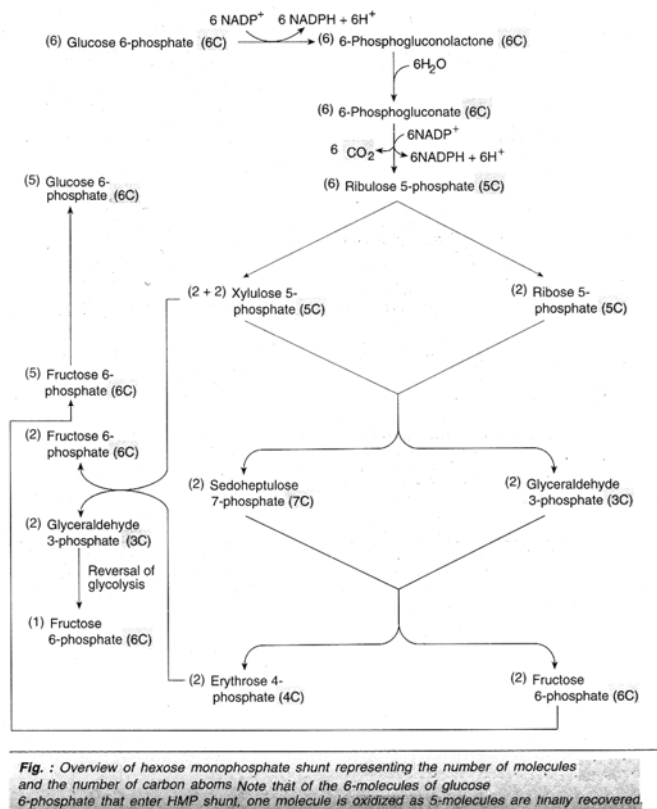 6 NADP+ 6 NADPH + 6H+
(6) Glucose 6-phosphate (6C)
(6) 6-Phosphogluconolactone (6C)
6H2O
(6) 6-Phosphogluconate (6C)
6NADP+
6 CO2
6NADPH + 6H+
(6) Ribulose 5-phosphate (5C)
(5) Glucose 6-
phosphate (6C)
(2 + 2) Xylulose 5-
phosphate (5C)
(2) Ribose 5-
phosphate (5C)
(5) Fructose 6-
phosphate (6C)
(2) Fructose 6-
phosphate (6C)
(2) Sedoheptulose
7-phosphate (7C)
(2) Glyceraldehyde
3-phosphate (3C)
(2) Glyceraldehyde
3-phosphate (3C)
Reversal of
glycolysis
(1) Fructose
6-phosphate (6C)
(2) Erythrose 4-
phosphate (4C)
(2) Fructose
6-phosphate (6C)
Fig. : Overview of hexose monophosphate shunt representing the number of molecules
and the number of carbon aboms Note that of the 6-molecules of glucose
6-phosphate that enter HMP shunt, one molecule is oxidized as 5-molecules are finally recovered.